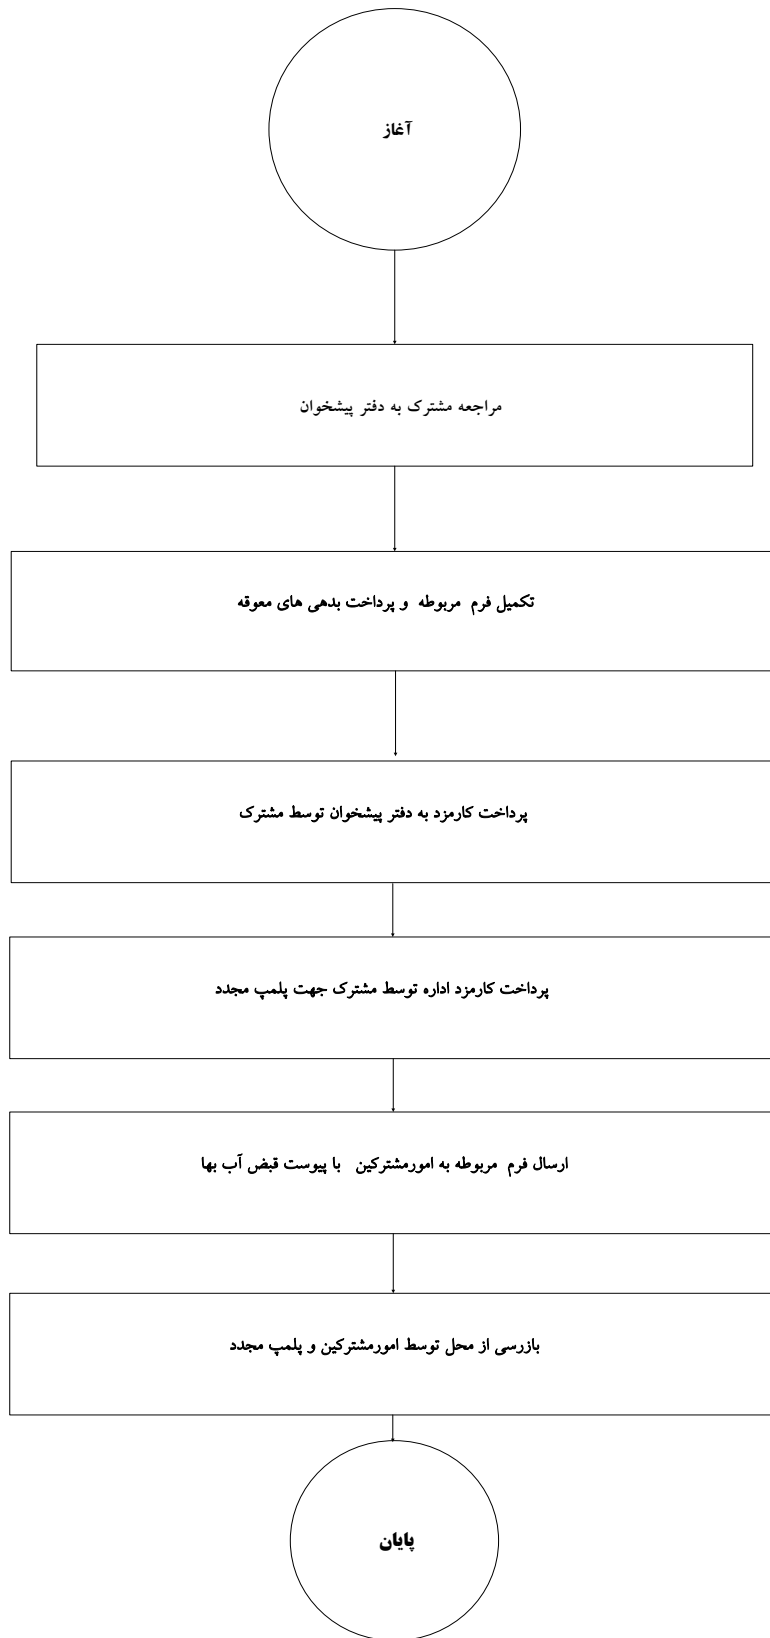 آغاز
مراجعه مشترک به دفتر پیشخوان
تکمیل فرم مربوطه و پرداخت بدهی های معوقه
پرداخت کارمزد به دفتر پیشخوان توسط مشترک
پرداخت کارمزد اداره توسط مشترک جهت پلمپ مجدد
ارسال فرم مربوطه به امورمشترکین با پیوست قبض آب بها
بازرسی از محل توسط امورمشترکین و پلمپ مجدد
پایان